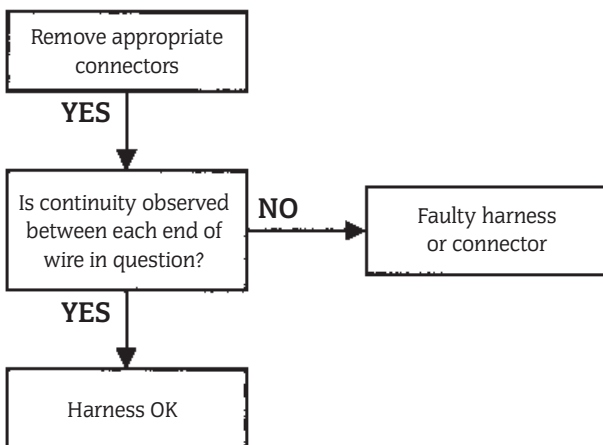 Remove appropriate
connectors
YES
Is continuity observed
between each end of
wire in question?
NO
Faulty harness
or connector
YES
Harness OK